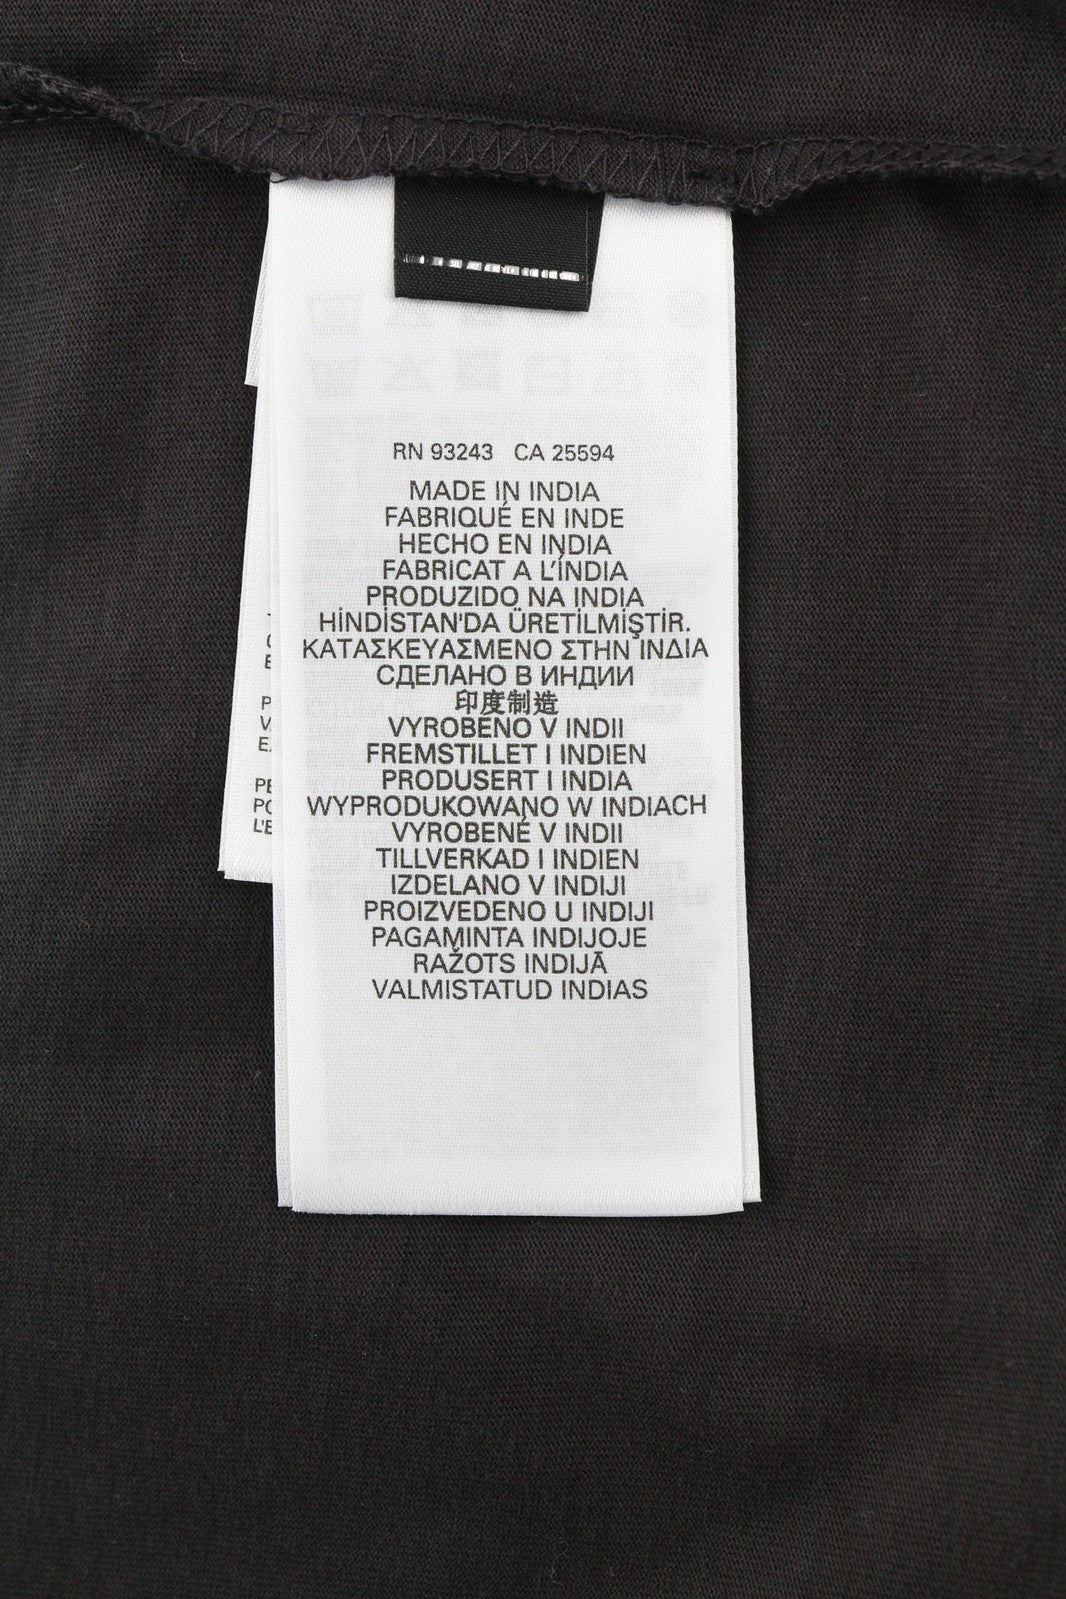 RN 93243 CA 25594
MADE IN INDIA
FABRIQUÉ EN INDE
HECHO EN INDIA
FABRICAT A L'ÍNDIA
PRODUZIDO NA INDIA
HİNDİSTAN'DA ÜRETİLMİŞTİR.
ΚΑΤΑΣΚΕΥΑΣΜΕΝΟ ΣΤΗΝ ΙΝΔΙΑ
СДЕЛАНО В ИНДИИ
印度制造
VYROBENO V INDII
FREMSTILLET I INDIEN
PRODUSERT I INDIA
WYPRODUKOWANO W INDIACH
VYROBENÉ V INDII
TILLVERKAD I INDIEN
IZDELANO V INDIJI
PROIZVEDENO U INDIJI
PAGAMINTA INDIJOJE
RAŽOTS INDIJĀ
VALMISTATUD INDIAS